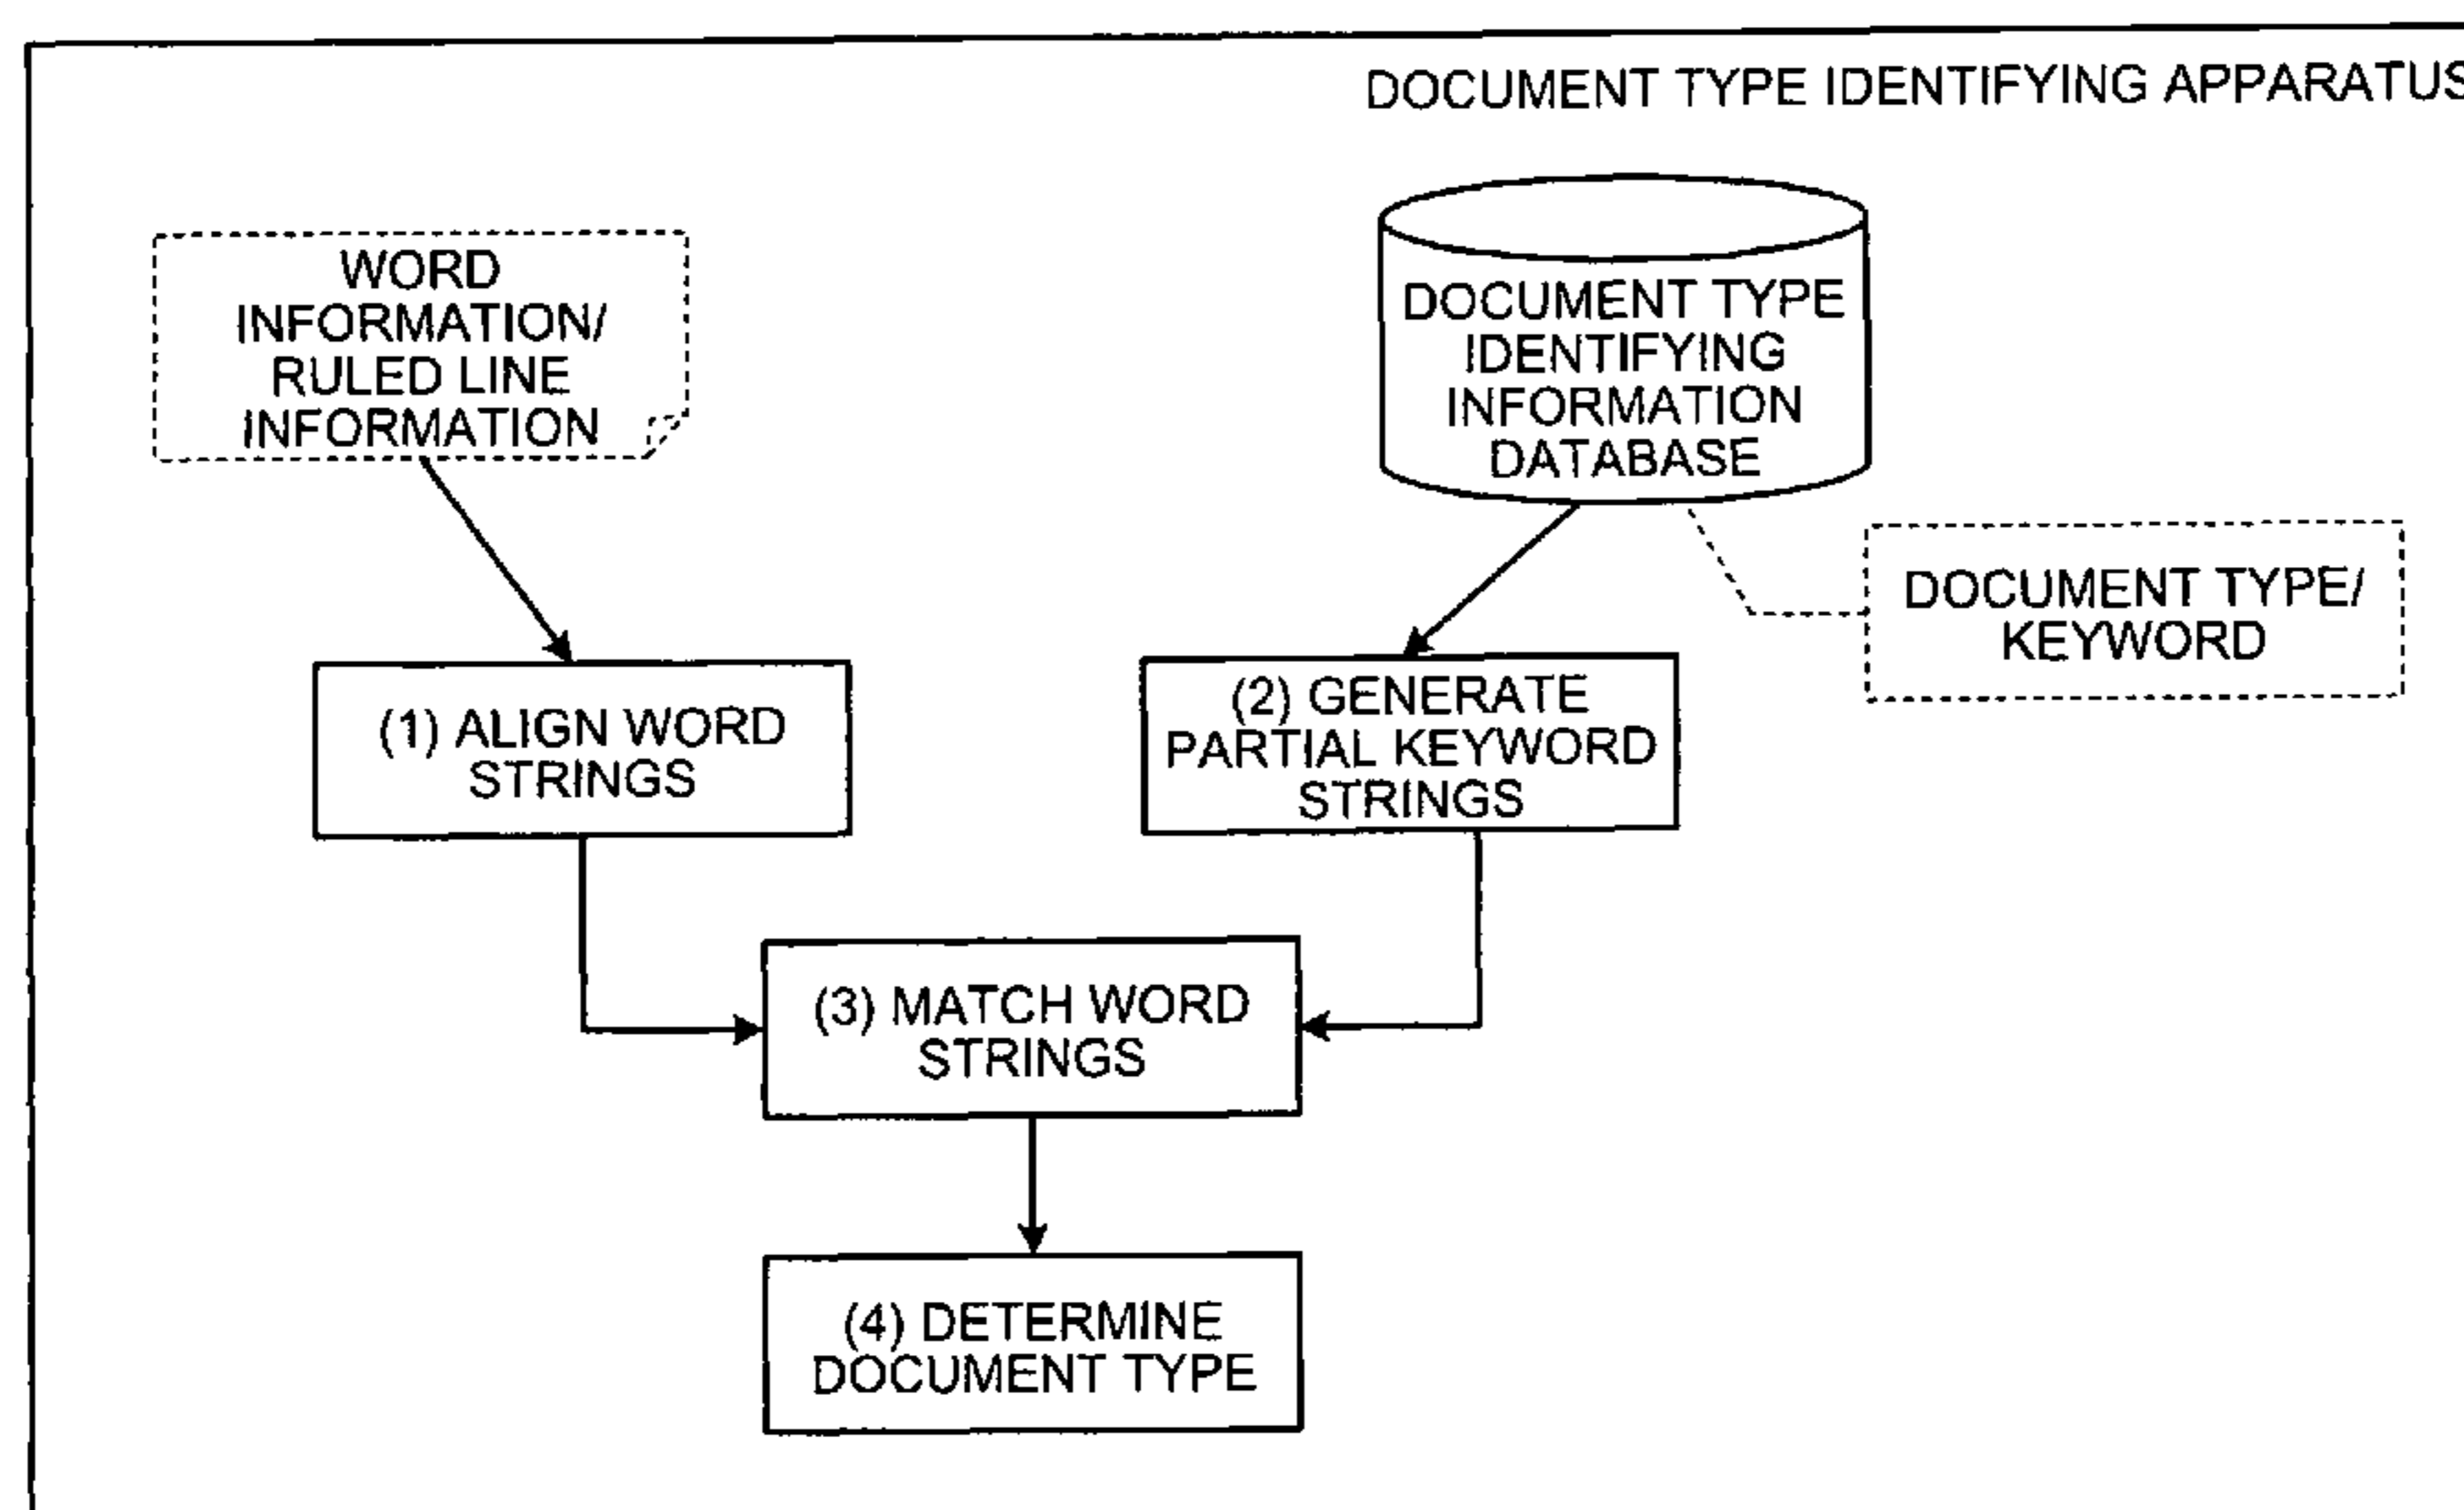 DOCUMENT TYPE IDENTIFYING APPARATUS
WORD
INFORMATION/
RULED LINE
INFORMATION
DOCUMENT TYPE
IDENTIFYING
INFORMATION
DATABASE
DOCUMENT TYPE/
KEYWORD
(1) ALIGN WORD
STRINGS
(2) GENERATE
PARTIAL KEYWORD
STRINGS
(3) MATCH WORD
STRINGS
(4) DETERMINE
DOCUMENT TYPE